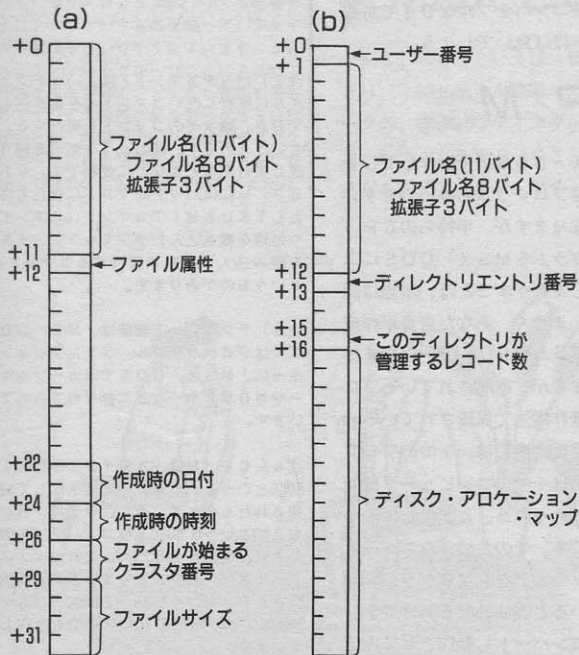 (a)
+0
ファイル名(11バイト)
ファイル名8バイト
拡張子3バイト
+11
+12
ファイル属性
+22
作成時の日付
+24
作成時の時刻
+26
ファイルが始まる
クラスタ番号
+29
ファイルサイズ
+31
(b)
+0
ユーザー番号
+1
ファイル名(11バイト)
ファイル名8バイト
拡張子3バイト
+12
ディレクトリエントリ番号
+13
+15
このディレクトリが
管理するレコード数
+16
ディスク・アロケーション
・マップ